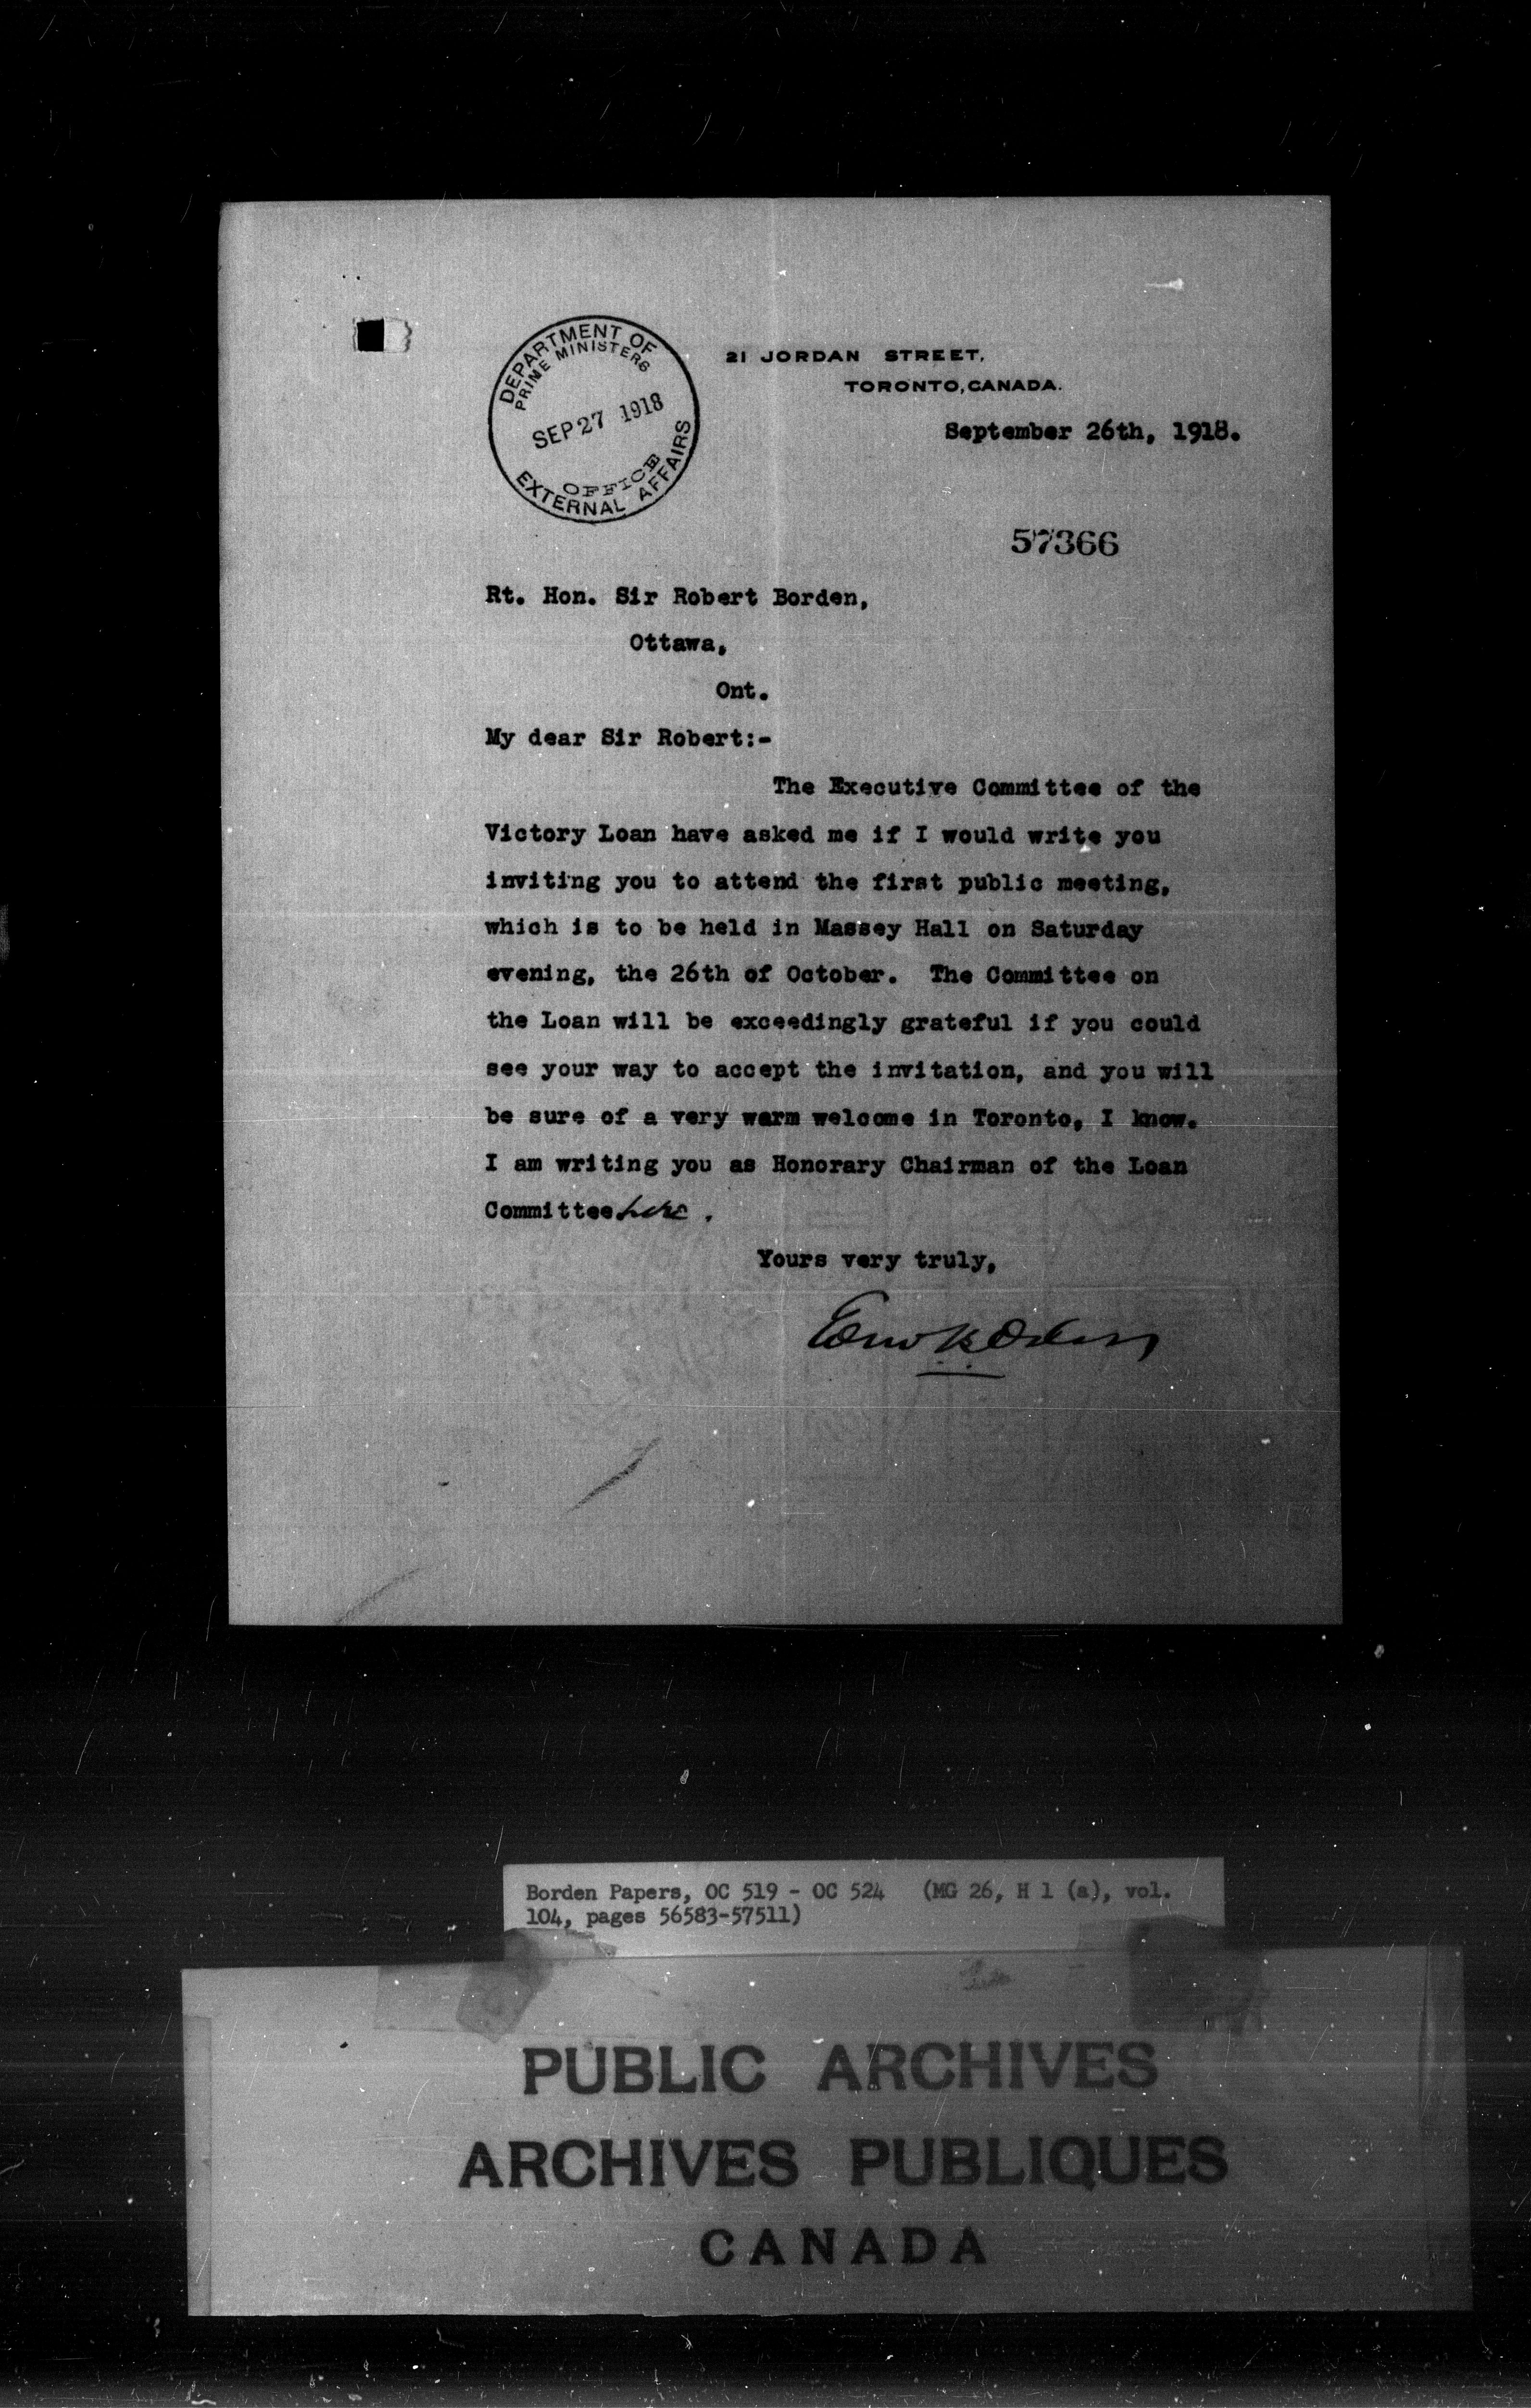 DEPARTMENT OF
PRIME MINISTERS
SEP 27 1918
OFFICE
EXTERNAL AFFAIRS
21 JORDAN STREET,
TORONTO, CANADA.
September 26th, 1918.
57366
Rt. Hon. Sir Robert Borden,
Ottawa,
Ont.
My dear Sir Robert:-
The Executive Committee of the
Victory Loan have asked me if I would write you
inviting you to attend the first public meeting,
which is to be held in Massey Hall on Saturday
evening, the 26th of October. The Committee on
the Loan will be exceedingly grateful if you could
see your way to accept the invitation, and you will
be sure of a very warm welcome in Toronto, I know.
I am writing you as Honorary Chairman of the Loan
Committee here.
Yours very truly,
Borden Papers, OC 519 - OC 524 (MG 26, H 1 (a), vol.
104, pages 56583-57511)
PUBLIC ARCHIVES
ARCHIVES PUBLIQUES
CANADA